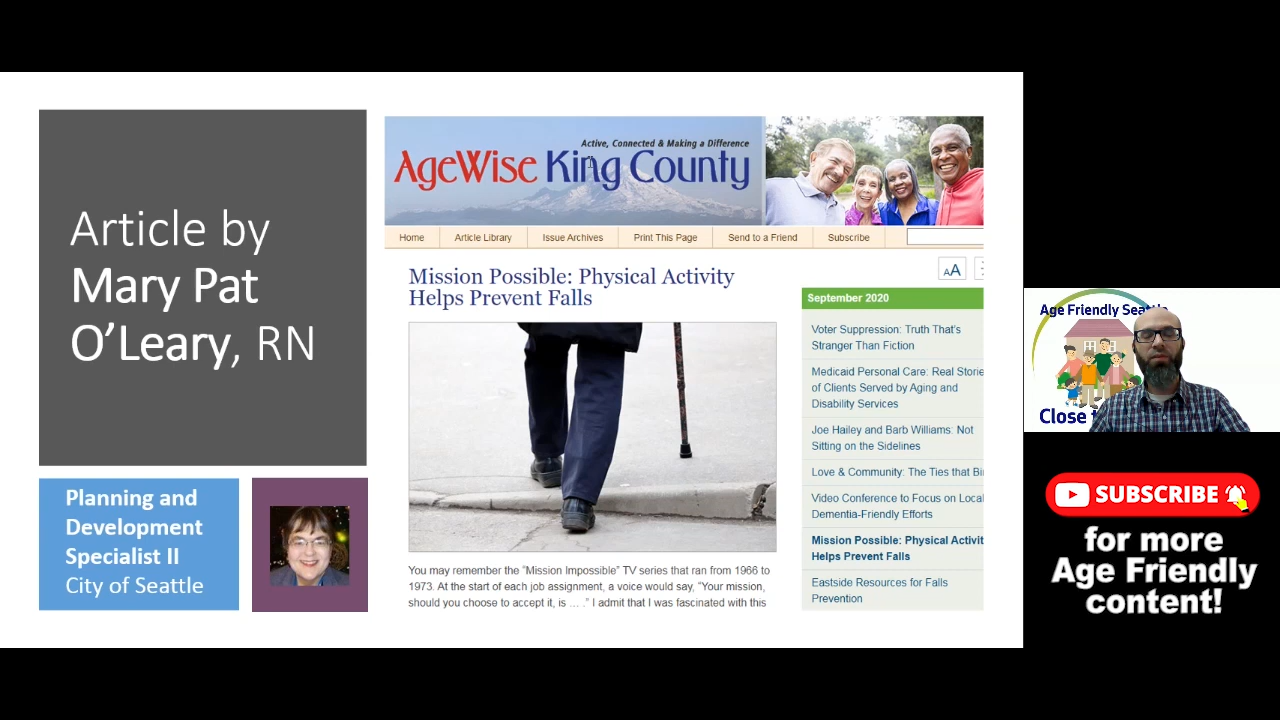 Article by
Mary Pat
O’Leary, RN
Planning and
Development
Specialist II
City of Seattle
Active, Connected & Making a Difference
AgeWise King County
Home
Article Library
Issue Archives
Print This Page
Send to a Friend
Subscribe
AA
Mission Possible: Physical Activity
Helps Prevent Falls
You may remember the “Mission Impossible” TV series that ran from 1966 to
1973. At the start of each job assignment, a voice would say, “Your mission,
should you choose to accept it, is … .” I admit that I was fascinated with this
September 2020
Voter Suppression: Truth That’s
Stranger Than Fiction
Medicaid Personal Care: Real Storie
of Clients Served by Aging and
Disability Services
Joe Hailey and Barb Williams: Not
Sitting on the Sidelines
Love & Community: The Ties that Bi
Video Conference to Focus on Local
Dementia-Friendly Efforts
Mission Possible: Physical Activit
Helps Prevent Falls
Eastside Resources for Falls
Prevention
Age Friendly Seattle
Close t
SUBSCRIBE
for more
Age Friendly
content!